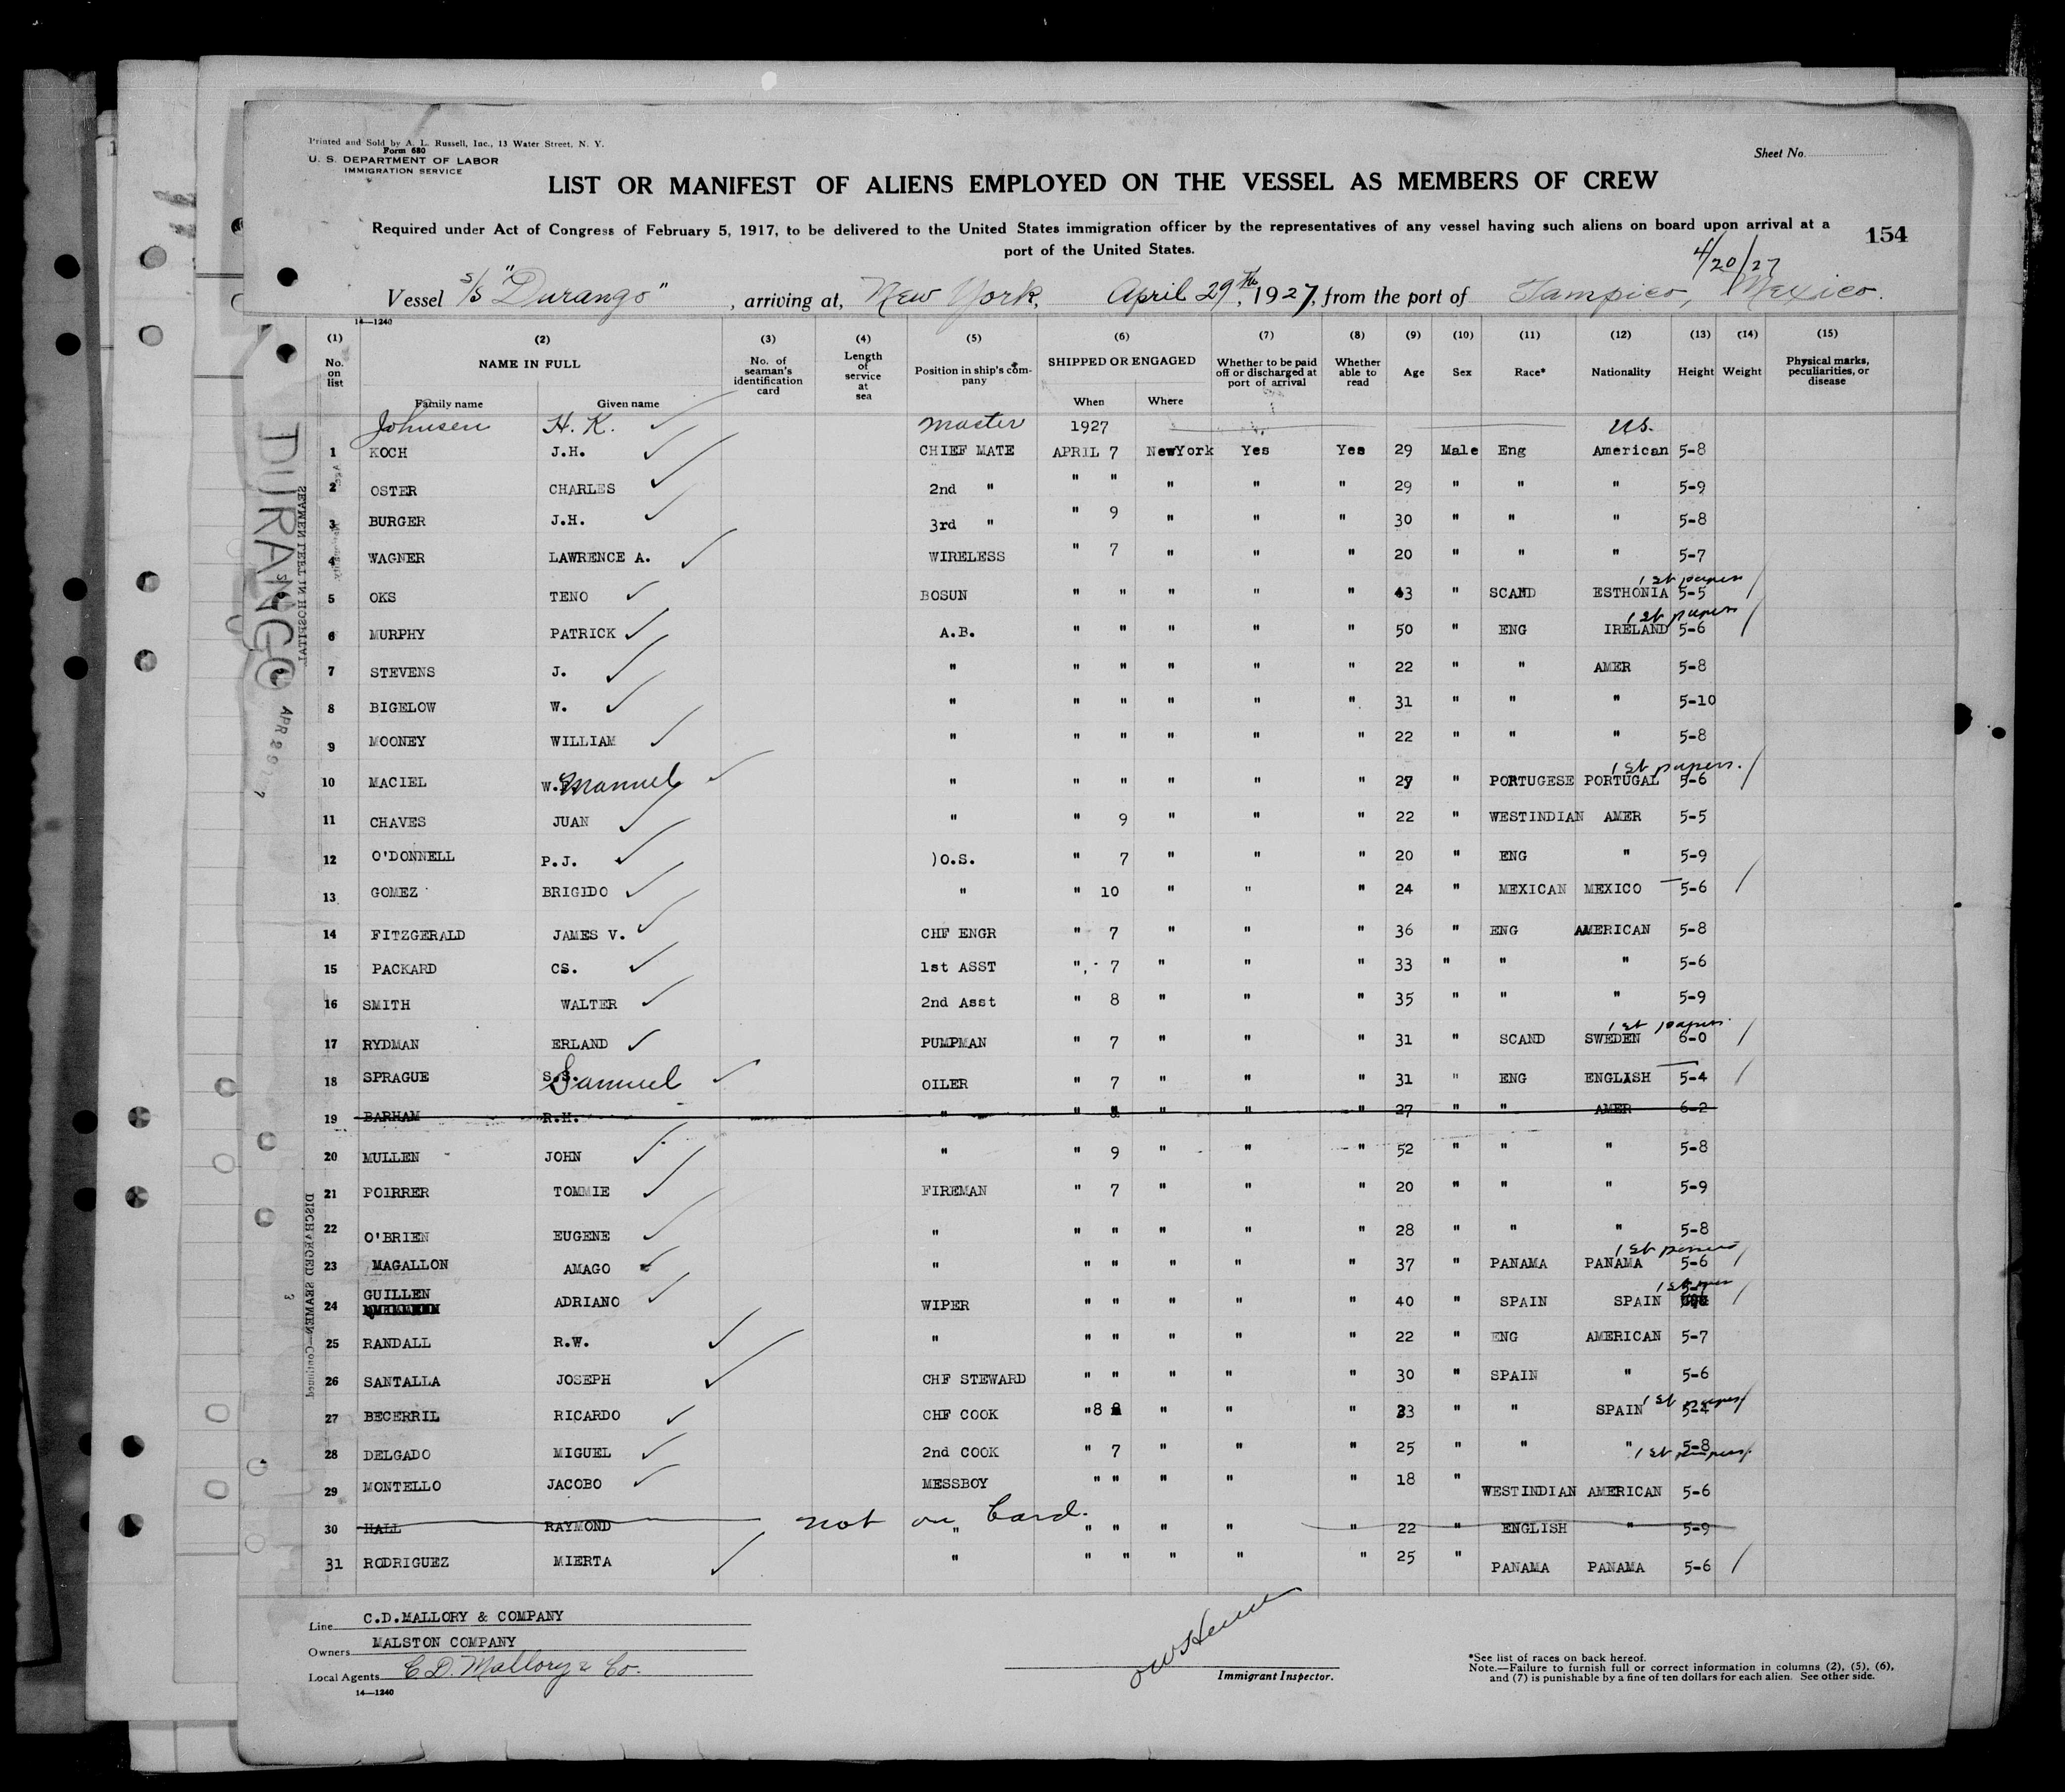 Printed and Sold by A. L. Russell, Inc., 13 Water Street, N. Y.
Form 680
U. S. DEPARTMENT OF LABOR
IMMIGRATION SERVICE
Sheet No.
LIST OR MANIFEST OF ALIENS EMPLOYED ON THE VESSEL AS MEMBERS OF CREW
Required under Act of Congress of February 5, 1917, to be delivered to the United States immigration officer by the representatives of any vessel having such aliens on board upon arrival at a
port of the United States.
154
4/20/27
Vessel S/S "Durango", arriving at, New York, April 29th, 1927, from the port of Tampico, Mexico.
14—1240
(1) (2) (3) (4) (5) (6) (7) (8) (9) (10) (11) (12) (13) (14) (15)
No. on list NAME IN FULL No. of seaman's identification card Length of service at sea Position in ship's company SHIPPED OR ENGAGED Whether to be paid off or discharged at port of arrival Whether able to read Age Sex Race* Nationality Height Weight Physical marks, peculiarities, or disease
Family name Given name When Where
Johnsen H. K. Master 1927 U.S.
1 KOCH J.H. CHIEF MATE APRIL 7 NewYork Yes Yes 29 Male Eng American 5-8
2 OSTER CHARLES 2nd " " " " " " 29 " " " 5-9
3 BURGER J.H. 3rd " " 9 " " " 30 " " " 5-8
4 WAGNER LAWRENCE A. WIRELESS " 7 " " " 20 " " " 5-7
5 OKS TENO BOSUN " " " " " 43 " SCAND ESTHONIA 1st papers 5-5
6 MURPHY PATRICK A.B. " " " " " 50 " ENG IRELAND 1st papers 5-6
7 STEVENS J. " " " " " " 22 " " AMER 5-8
8 BIGELOW W. " " " " " " 31 " " " 5-10
9 MOONEY WILLIAM " " " " " " 22 " " " 5-8
10 MACIEL W. Manuel " " " " " " 27 " PORTUGESE PORTUGAL 1st papers. 5-6
11 CHAVES JUAN " " 9 " " " 22 " WESTINDIAN AMER 5-5
12 O'DONNELL P.J. )O.S. " 7 " " " 20 " ENG " 5-9
13 GOMEZ BRIGIDO " " 10 " " " 24 " MEXICAN MEXICO 5-6
14 FITZGERALD JAMES V. CHF ENGR " 7 " " " 36 " ENG AMERICAN 5-8
15 PACKARD CS. 1st ASST " 7 " " " 33 " " " 5-6
16 SMITH WALTER 2nd Asst " 8 " " " 35 " " " 5-9
17 RYDMAN ERLAND PUMPMAN " 7 " " " 31 " SCAND SWEDEN 1st papers 6-0
18 SPRAGUE S.S. Samuel OILER " 7 " " " 31 " ENG ENGLISH 5-4
19 BARHAM R.H. " " " " " 27 " " AMER 6-2
20 MULLEN JOHN " " 9 " " " 52 " " " 5-8
21 POIRRER TOMMIE FIREMAN " 7 " " " 20 " " " 5-9
22 O'BRIEN EUGENE " " " " " " 28 " " " 5-8
23 MAGALLON AMAGO " " " " " " 37 " PANAMA PANAMA 1st papers 5-6
24 GUILLEN ADRIANO WIPER " " " " " 40 " SPAIN SPAIN
25 RANDALL R.W. " " " " " " 22 " ENG AMERICAN 5-7
26 SANTALLA JOSEPH CHF STEWARD " " " " " 30 " SPAIN " 5-6
27 BECERRIL RICARDO CHF COOK " 8 " " " 33 " " SPAIN 1st papers 5-4
28 DELGADO MIGUEL 2nd COOK " 7 " " " 25 " " " 1st papers 5-8
29 MONTELLO JACOBO MESSBOY " " " " " 18 " WESTINDIAN AMERICAN 5-6
30 HALL RAYMOND not on board. " " " " " " 22 " ENGLISH " 5-9
31 RODRIGUEZ MIERTA " " " " " " 25 " PANAMA PANAMA 5-6
DURANGO
APR 29 1927
SEAMEN LEFT IN HOSPITAL
DISCHARGED SEAMEN—Continued
3
Line C.D.MALLORY & COMPANY
Owners MALSTON COMPANY
Local Agents C.D. Mallory & Co.
14—1240
Immigrant Inspector.
*See list of races on back hereof.
Note.—Failure to furnish full or correct information in columns (2), (5), (6),
and (7) is punishable by a fine of ten dollars for each alien. See other side.